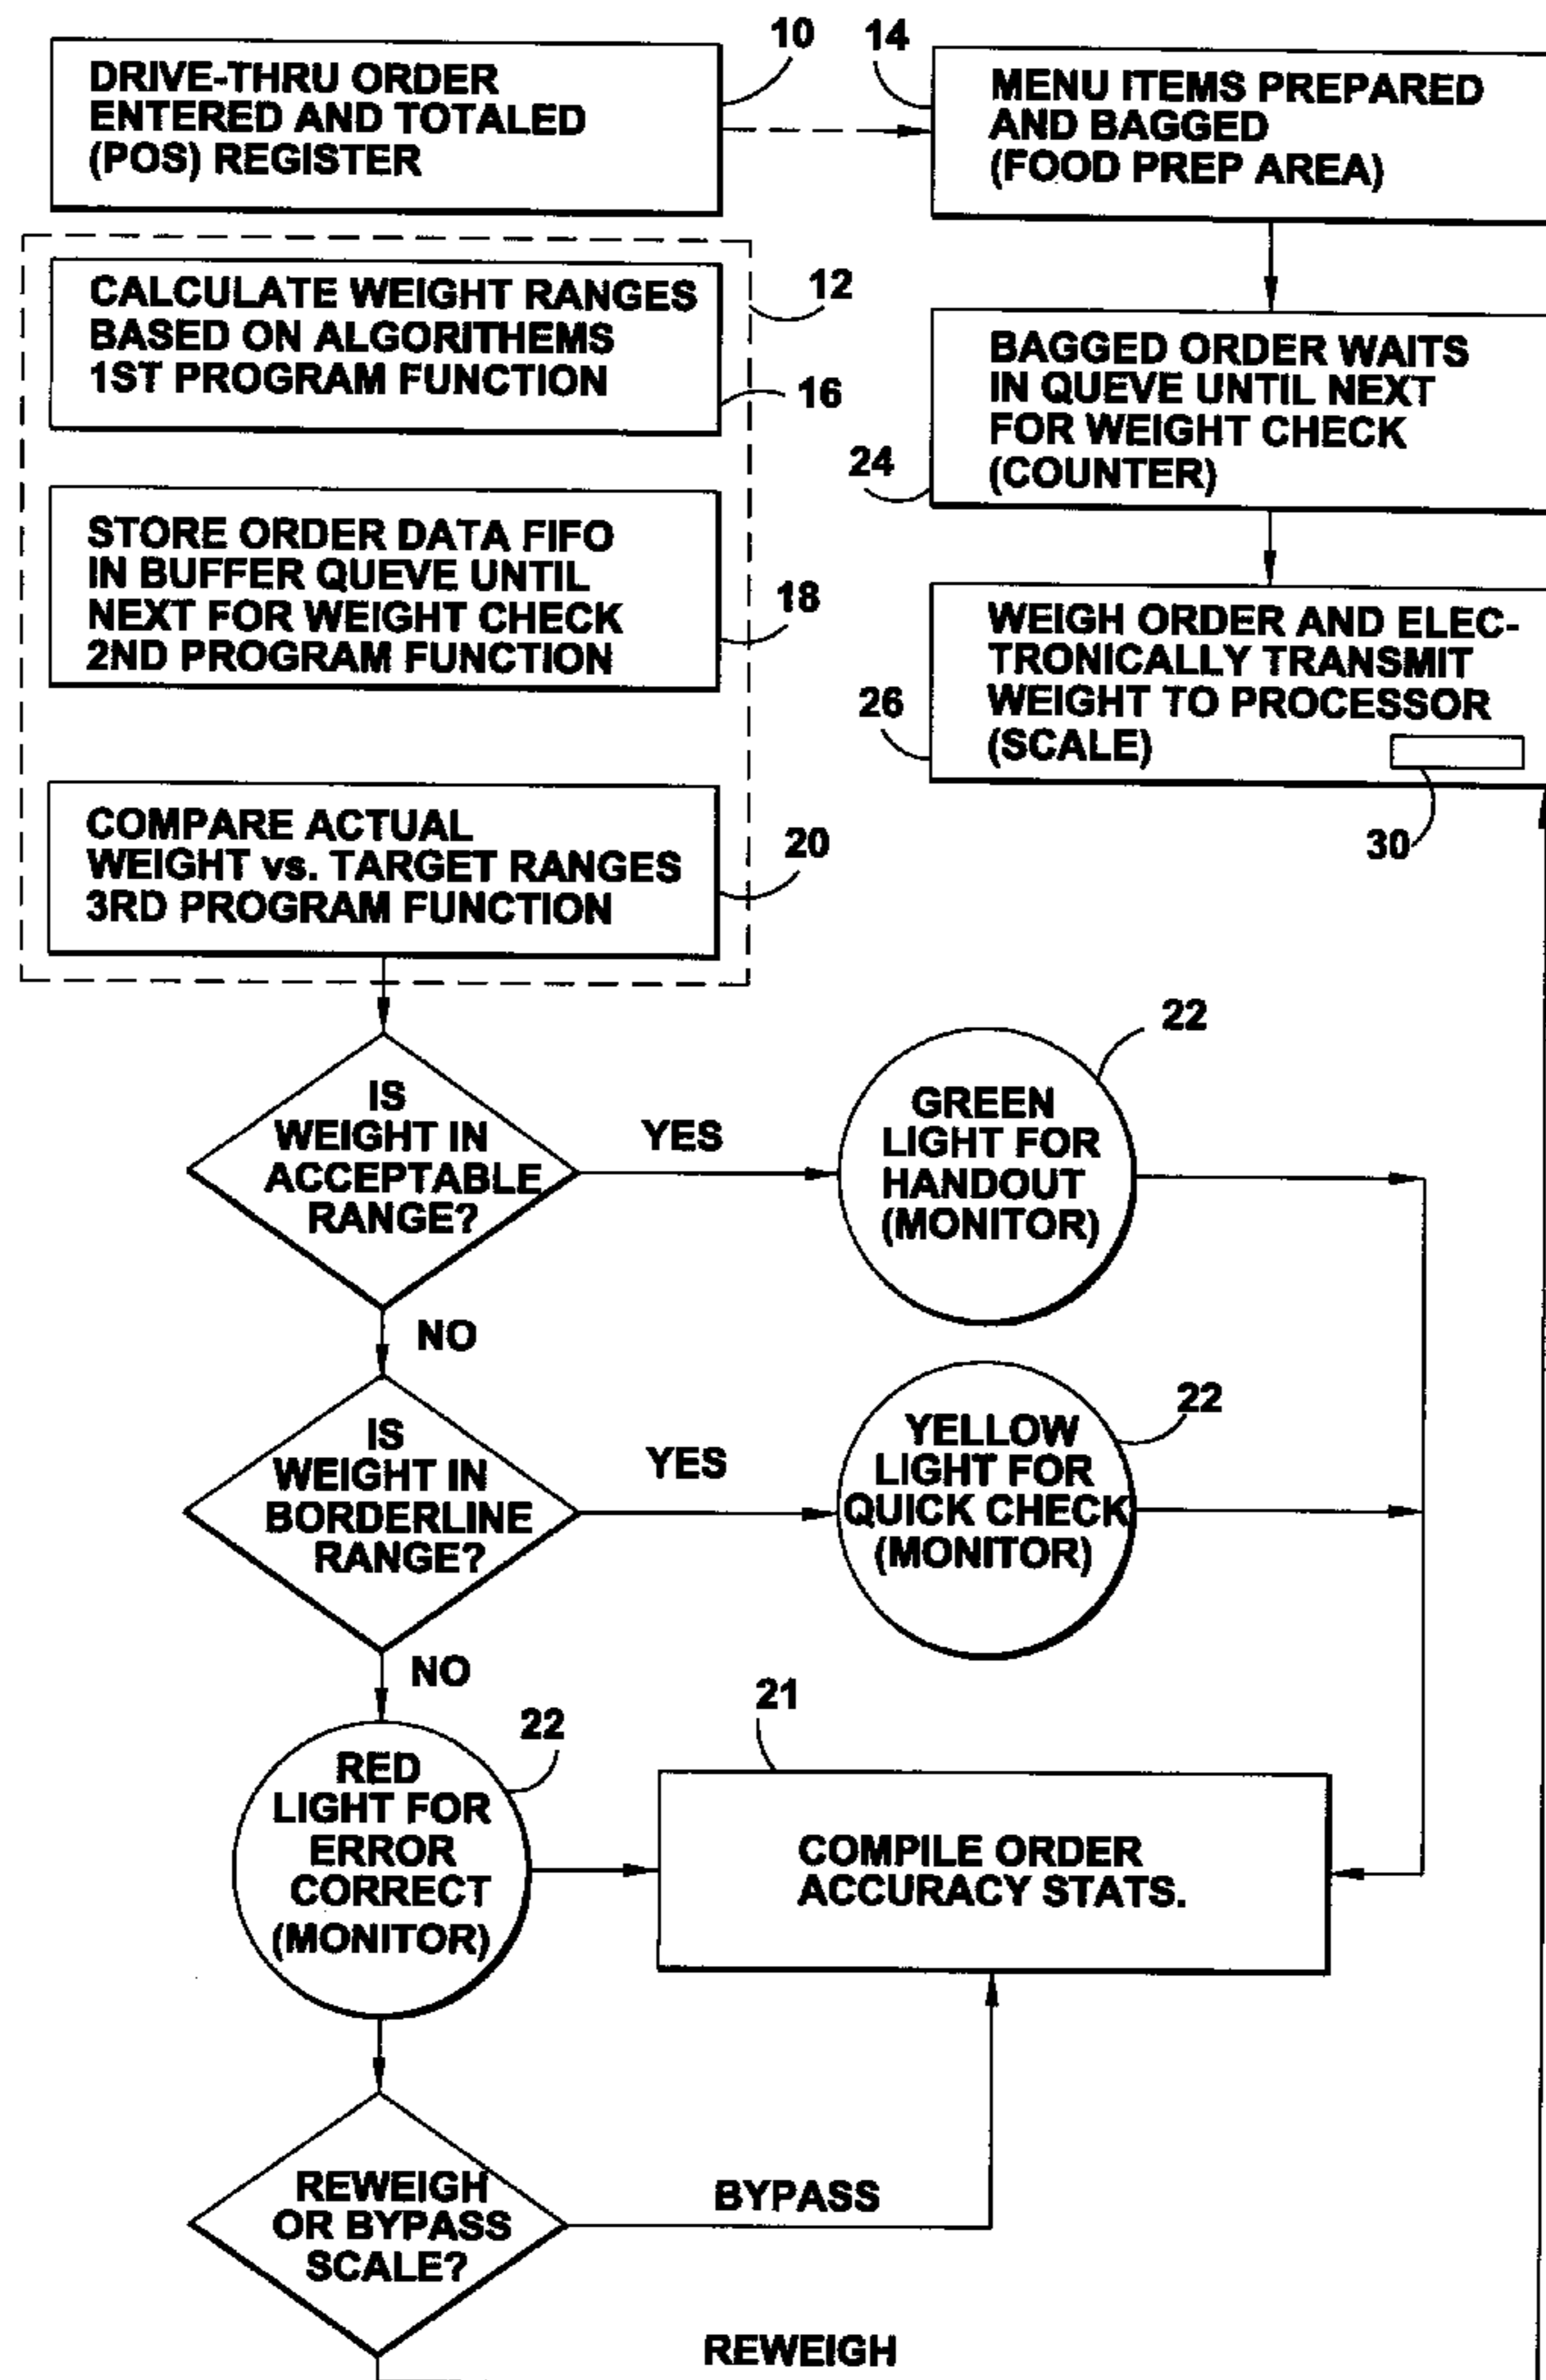 10
14
DRIVE-THRU ORDER
ENTERED AND TOTALED
(POS) REGISTER
MENU ITEMS PREPARED
AND BAGGED
(FOOD PREP AREA)
12
CALCULATE WEIGHT RANGES
BASED ON ALGORITHEMS
1ST PROGRAM FUNCTION
16
BAGGED ORDER WAITS
IN QUEVE UNTIL NEXT
FOR WEIGHT CHECK
(COUNTER)
24
STORE ORDER DATA FIFO
IN BUFFER QUEVE UNTIL
NEXT FOR WEIGHT CHECK
2ND PROGRAM FUNCTION
18
WEIGH ORDER AND ELEC-
TRONICALLY TRANSMIT
WEIGHT TO PROCESSOR
(SCALE)
26
30
COMPARE ACTUAL
WEIGHT vs. TARGET RANGES
3RD PROGRAM FUNCTION
20
IS
WEIGHT IN
ACCEPTABLE
RANGE?
YES
22
GREEN
LIGHT FOR
HANDOUT
(MONITOR)
NO
IS
WEIGHT IN
BORDERLINE
RANGE?
YES
22
YELLOW
LIGHT FOR
QUICK CHECK
(MONITOR)
NO
22
RED
LIGHT FOR
ERROR
CORRECT
(MONITOR)
21
COMPILE ORDER
ACCURACY STATS.
REWEIGH
OR BYPASS
SCALE?
BYPASS
REWEIGH